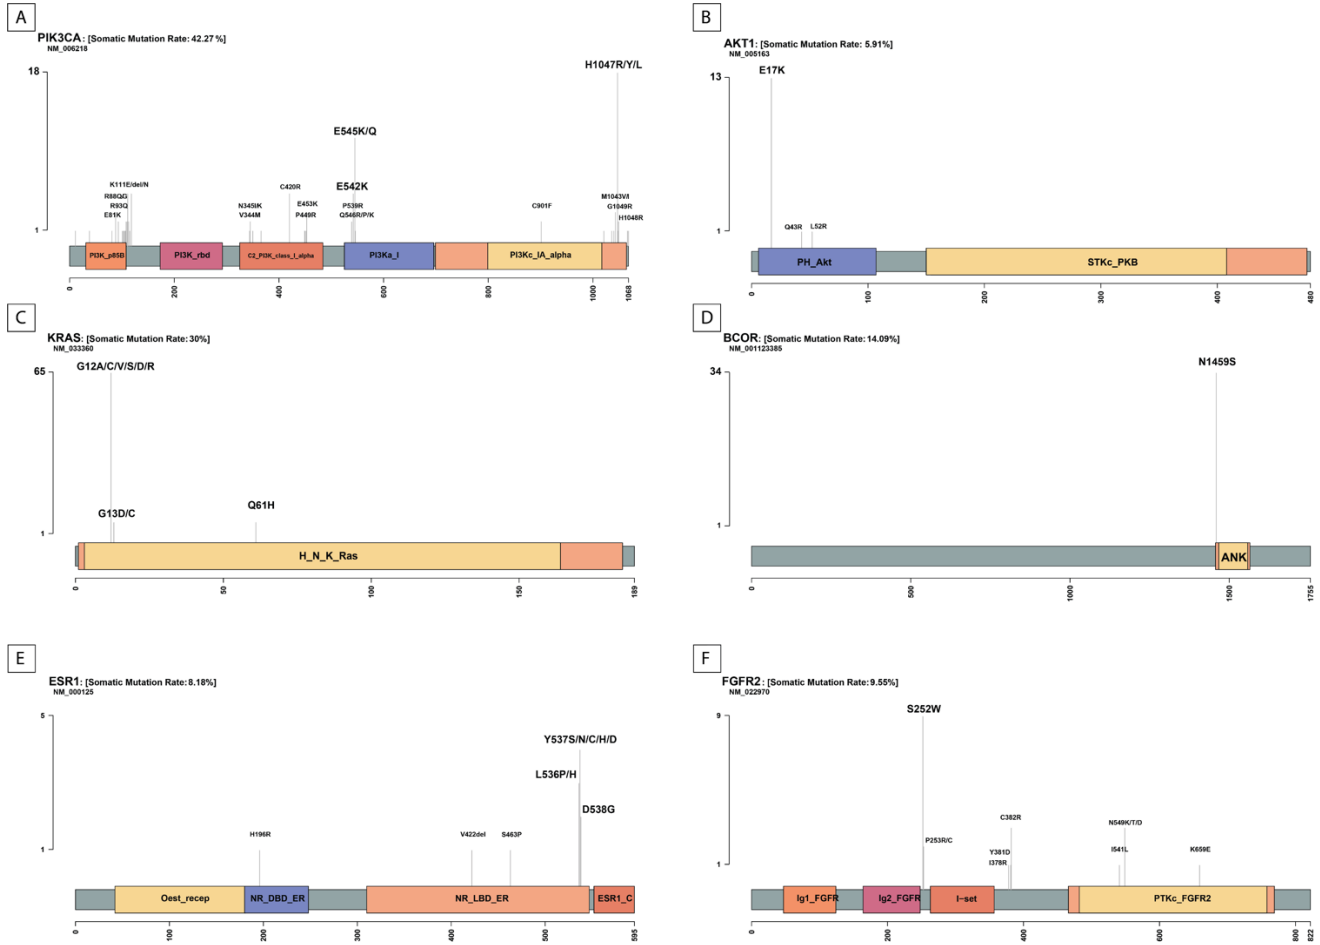 A
PIK3CA: [Somatic Mutation Rate: 42.27%]
NM_006218
18
H1047R/Y/L
E545K/Q
K111E/del/N
E542K
C420R
R88QG
M1043V/I
N345IK
E453K
P539R
C901F
R93Q
G1049R
E81K
V344M
P449R
Q546R/P/K
H1048R
1
PI3K_p85B
PI3K_rbd
C2_PI3K_class_I_alpha
PI3Ka_I
PI3Kc_IA_alpha
0
200
400
600
800
1000
1068
B
AKT1: [Somatic Mutation Rate: 5.91%]
NM_005163
13
E17K
Q43R
L52R
1
PH_Akt
STKc_PKB
0
100
200
300
400
480
C
KRAS: [Somatic Mutation Rate: 30%]
NM_033360
G12A/C/V/S/D/R
65
G13D/C
Q61H
1
H_N_K_Ras
0
50
100
150
189
D
BCOR: [Somatic Mutation Rate: 14.09%]
NM_001123385
34
N1459S
1
ANK
0
500
1000
1500
1755
E
ESR1: [Somatic Mutation Rate: 8.18%]
NM_000125
5
Y537S/N/C/H/D
L536P/H
D538G
H196R
V422del
S463P
1
Oest_recep
NR_DBD_ER
NR_LBD_ER
ESR1_C
0
100
200
300
400
500
595
F
FGFR2: [Somatic Mutation Rate: 9.55%]
NM_022970
9
S252W
C382R
N549K/T/D
P253R/C
Y381D
I541L
K659E
I378R
1
Ig1_FGFR
Ig2_FGFR
I-set
PTKc_FGFR2
0
200
400
600
800
822